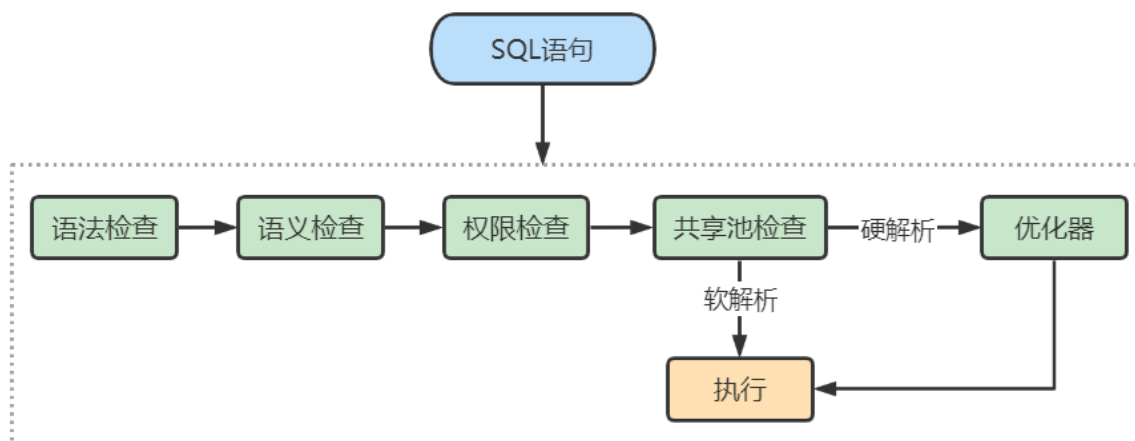 SQL语句
语法检查
语义检查
权限检查
共享池检查
硬解析
优化器
软解析
执行